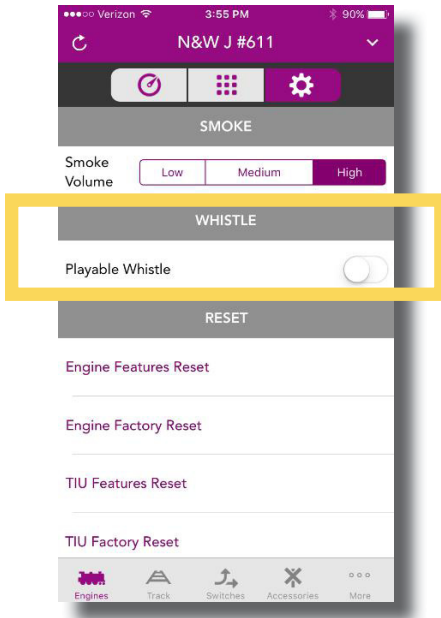 Verizon 3:55 PM 90%
N&W J #611
SMOKE
Smoke
Volume
Low Medium High
WHISTLE
Playable Whistle
RESET
Engine Features Reset
Engine Factory Reset
TIU Features Reset
TIU Factory Reset
Engines Track Switches Accessories More